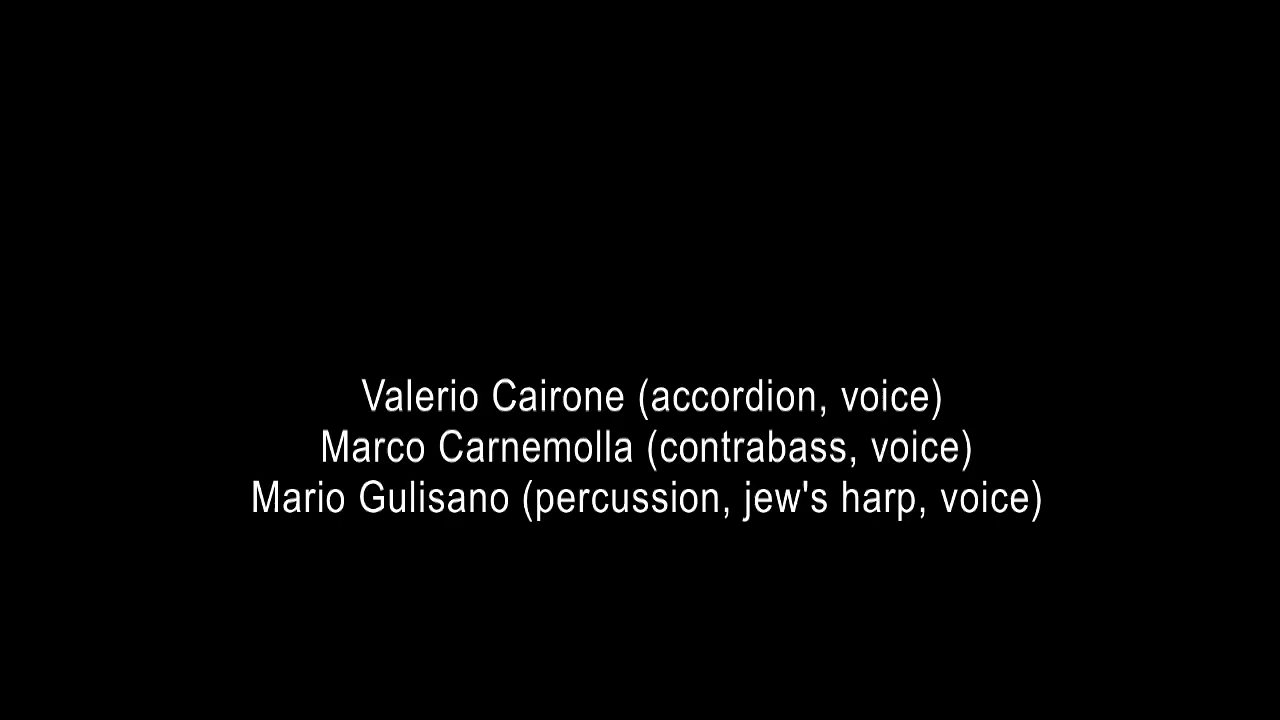 Valerio Cairone (accordion, voice)
Marco Carnemolla (contrabass, voice)
Mario Gulisano (percussion, jew's harp, voice)